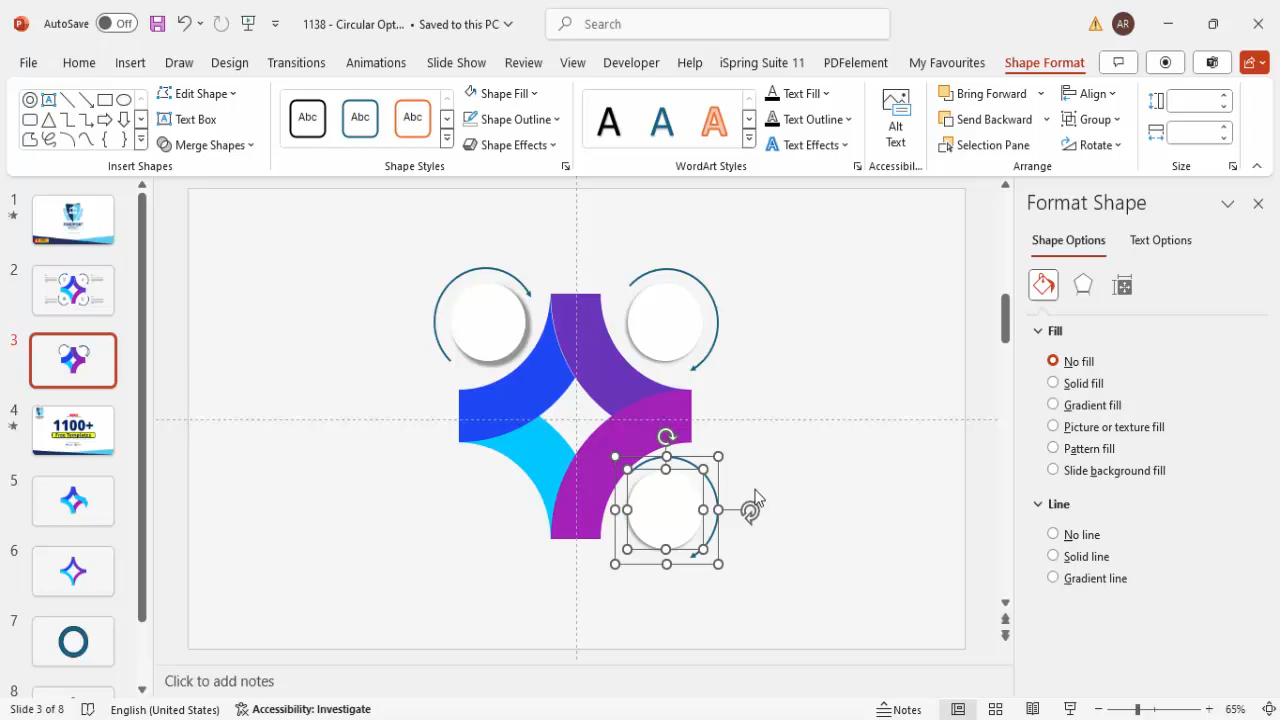 AutoSave Off 1138 - Circular Opt... • Saved to this PC Search AR
File Home Insert Draw Design Transitions Animations Slide Show Review View Developer Help iSpring Suite 11 PDFelement My Favourites Shape Format
Edit Shape
Text Box
Merge Shapes
Insert Shapes
Abc Abc Abc
Shape Fill
Shape Outline
Shape Effects
Shape Styles
A A A
Text Fill
Text Outline
Text Effects
WordArt Styles
Alt
Text
Accessibil...
Bring Forward
Send Backward
Selection Pane
Align
Group
Rotate
Arrange
Size
1
2
3
4
1100+
5
6
7
8
Format Shape
Shape Options Text Options
Fill
No fill
Solid fill
Gradient fill
Picture or texture fill
Pattern fill
Slide background fill
Line
No line
Solid line
Gradient line
Click to add notes
Slide 3 of 8 English (United States) Accessibility: Investigate Notes 65%